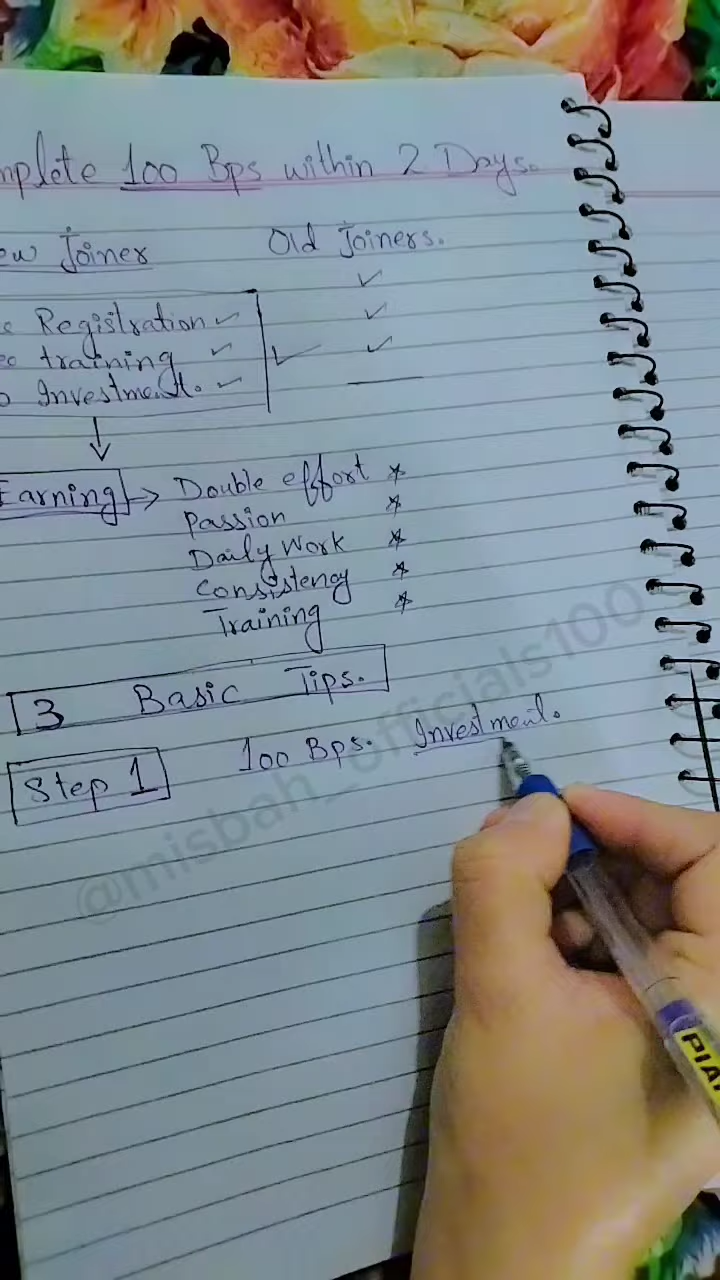 mplete 100 Bps within 2 Days.
ew Joiner Old Joiners.
Registration
training
Investment.
Earning → Double effort *
Passion *
Daily Work *
Consistency *
Training *
3 Basic Tips.
Step 1 100 Bps. Investment.
@misbah_officials100
PIA